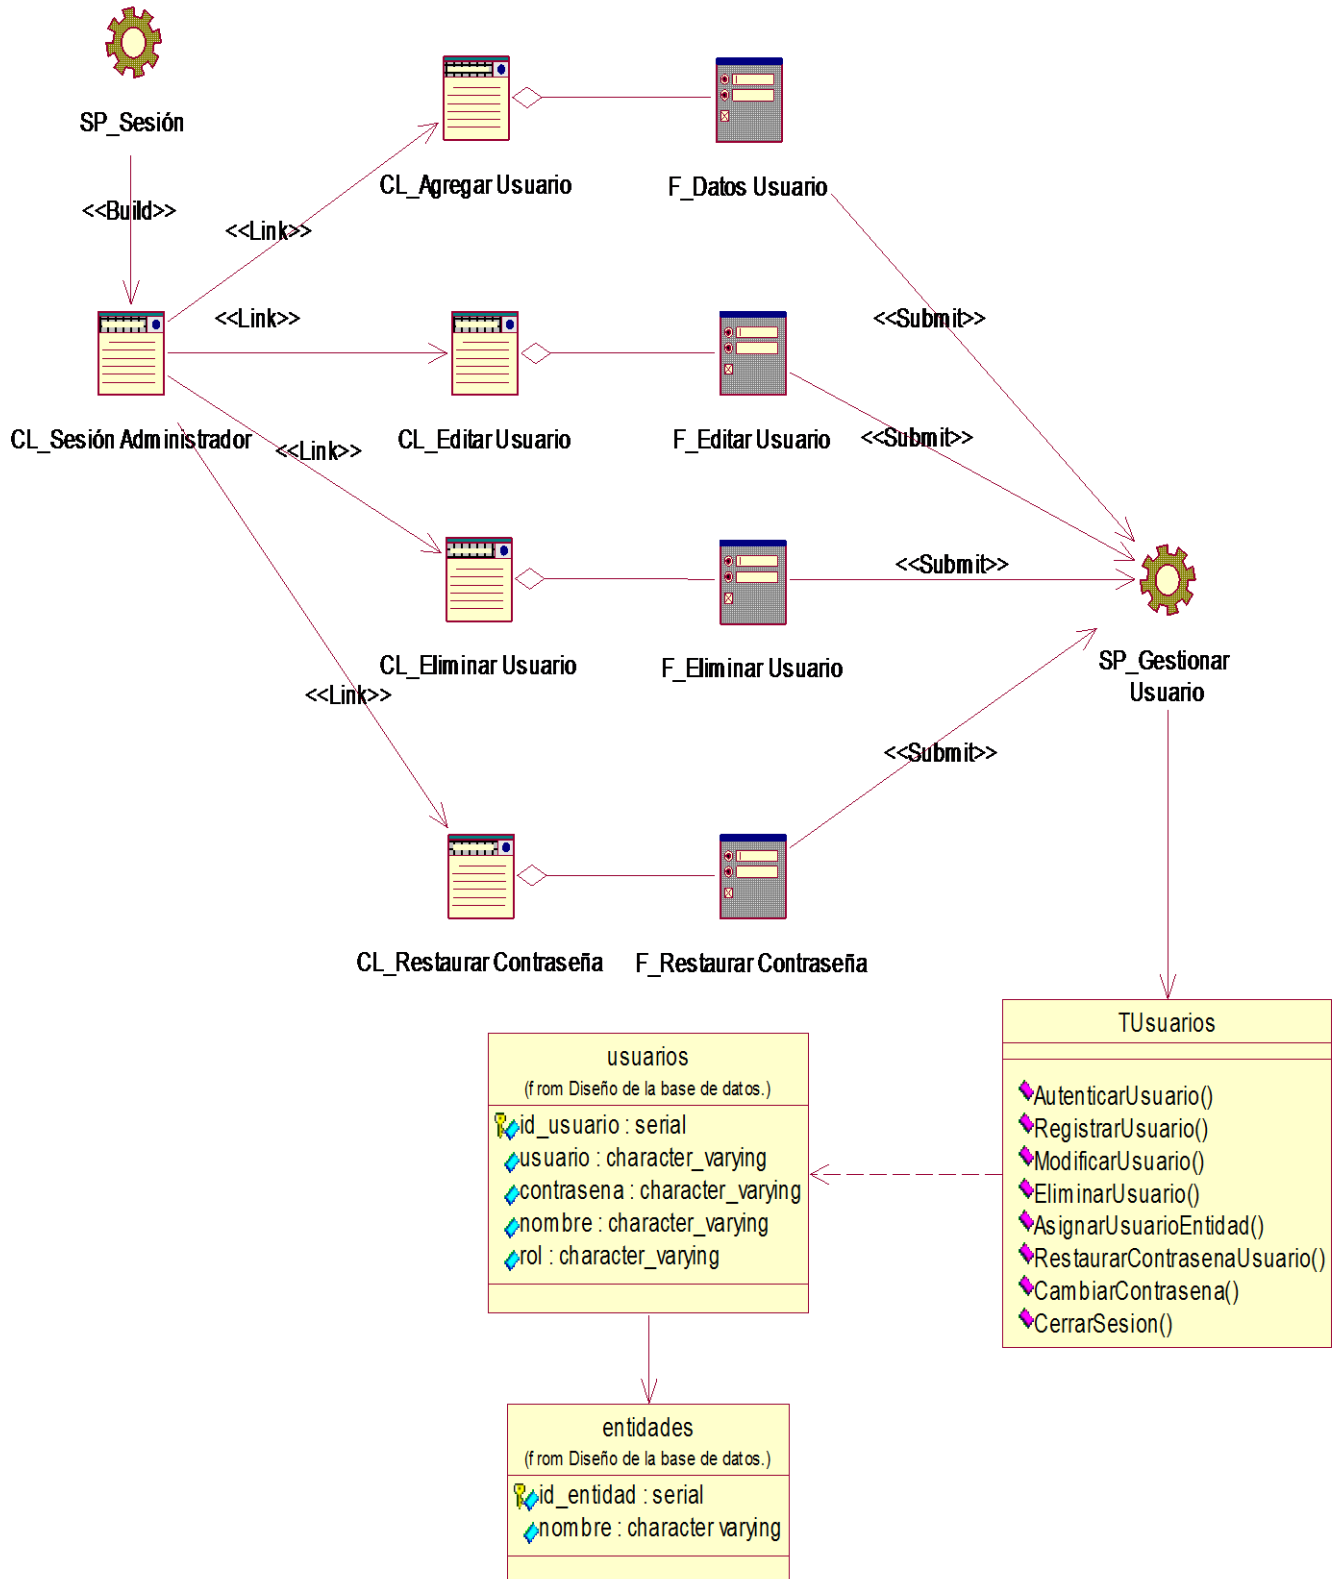 SP_Sesión
<<Build>>
CL_Agregar Usuario
F_Datos Usuario
<<Link>>
<<Link>>
<<Submit>>
CL_Sesión Administrador
CL_Editar Usuario
F_Editar Usuario
<<Submit>>
<<Link>>
<<Submit>>
CL_Eliminar Usuario
F_Eliminar Usuario
SP_Gestionar
Usuario
<<Link>>
<<Submit>>
CL_Restaurar Contraseña
F_Restaurar Contraseña
TUsuarios
AutenticarUsuario()
RegistrarUsuario()
ModificarUsuario()
EliminarUsuario()
AsignarUsuarioEntidad()
RestaurarContrasenaUsuario()
CambiarContrasena()
CerrarSesion()
usuarios
(from Diseño de la base de datos.)
id_usuario : serial
usuario : character_varying
contrasena : character_varying
nombre : character_varying
rol : character_varying
entidades
(from Diseño de la base de datos.)
id_entidad : serial
nombre : character varying